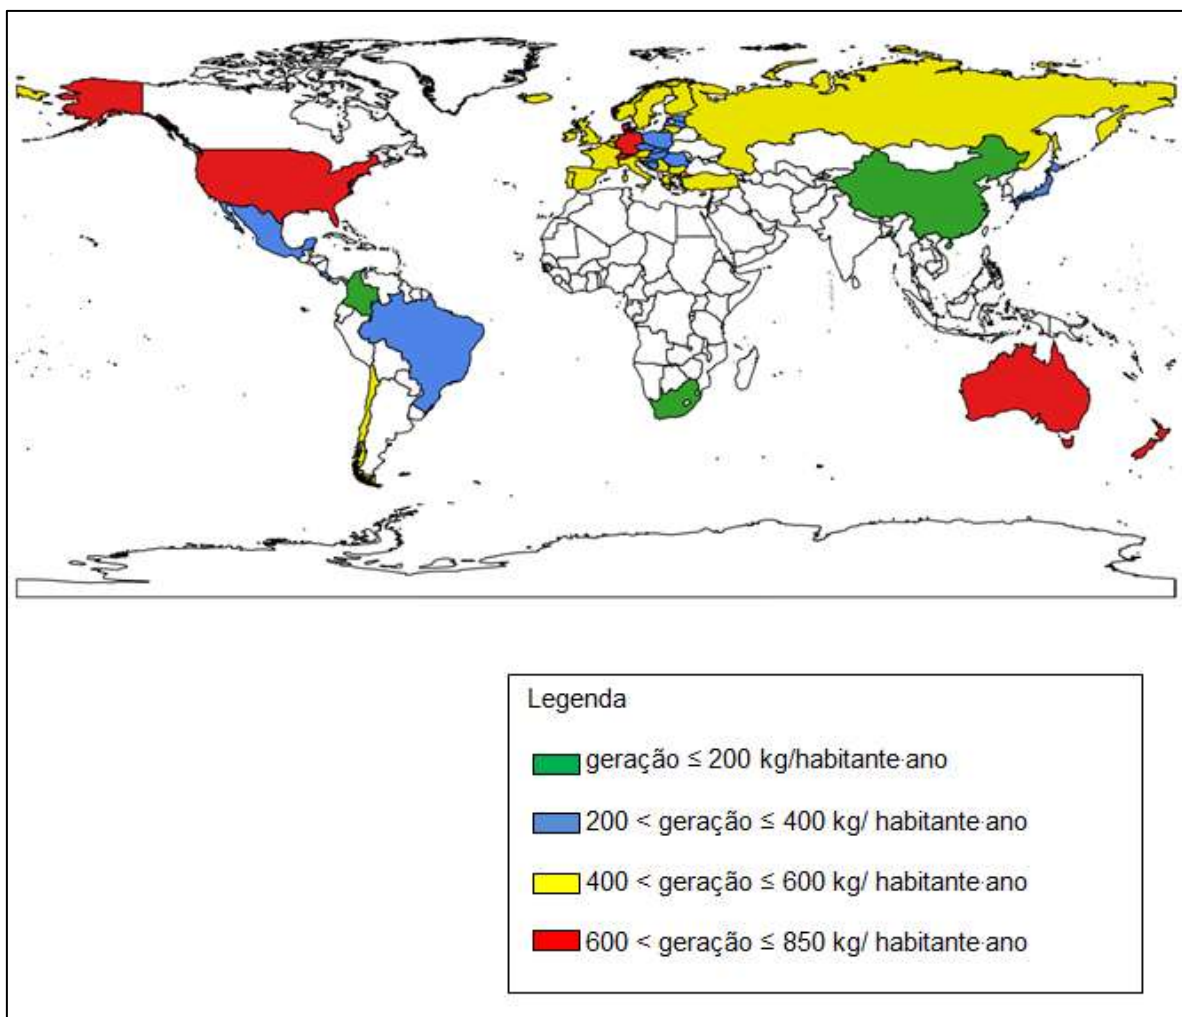 Legenda
geração ≤ 200 kg/habitante·ano
200 < geração ≤ 400 kg/ habitante·ano
400 < geração ≤ 600 kg/ habitante·ano
600 < geração ≤ 850 kg/ habitante·ano